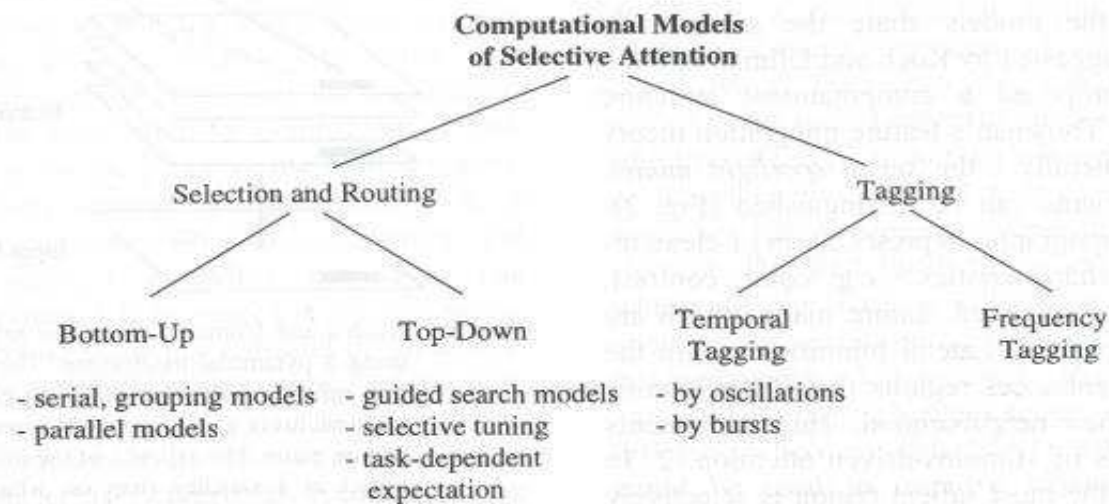 Computational Models
of Selective Attention
Selection and Routing
Tagging
Bottom-Up
Top-Down
Temporal
Tagging
Frequency
Tagging
- serial, grouping models
- parallel models
- guided search models
- selective tuning
- task-dependent
expectation
- by oscillations
- by bursts